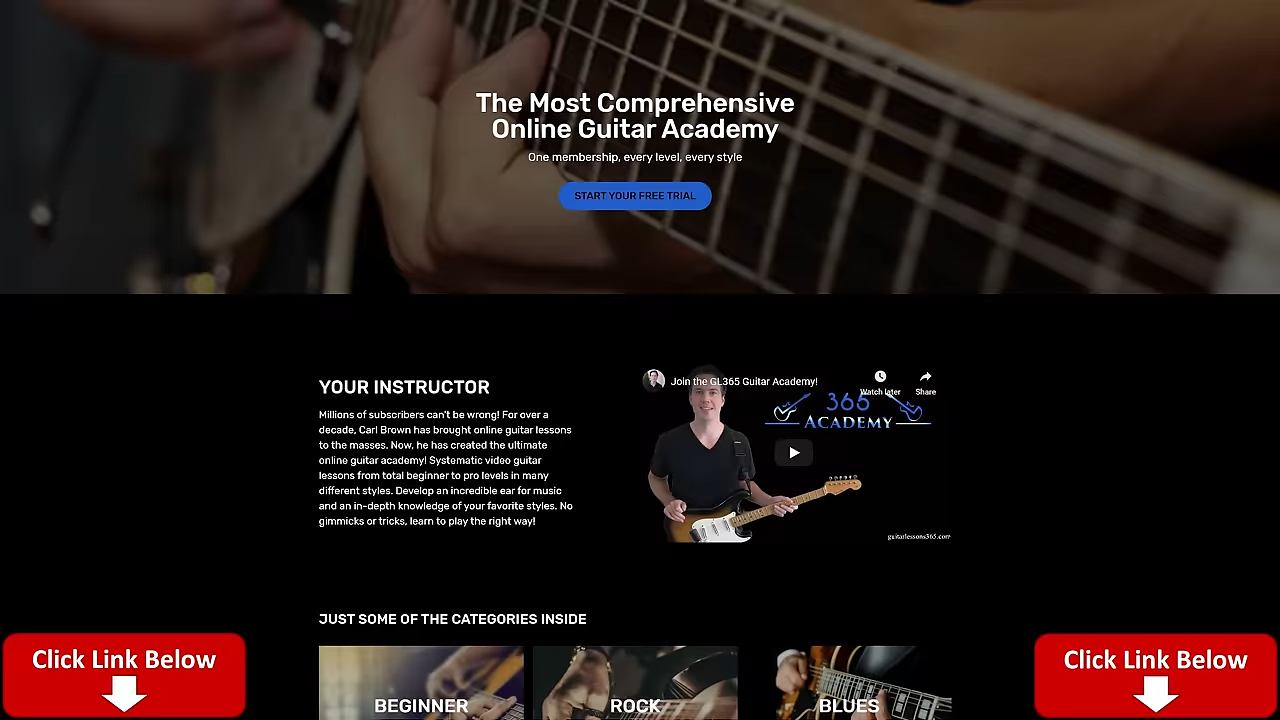 The Most Comprehensive
Online Guitar Academy
One membership, every level, every style
START YOUR FREE TRIAL
YOUR INSTRUCTOR
Millions of subscribers can't be wrong! For over a
decade, Carl Brown has brought online guitar lessons
to the masses. Now, he has created the ultimate
online guitar academy! Systematic video guitar
lessons from total beginner to pro levels in many
different styles. Develop an incredible ear for music
and an in-depth knowledge of your favorite styles. No
gimmicks or tricks, learn to play the right way!
Join the GL365 Guitar Academy!
Watch later
Share
365
ACADEMY
guitarlessons365.com
JUST SOME OF THE CATEGORIES INSIDE
BEGINNER
ROCK
BLUES
Click Link Below
Click Link Below